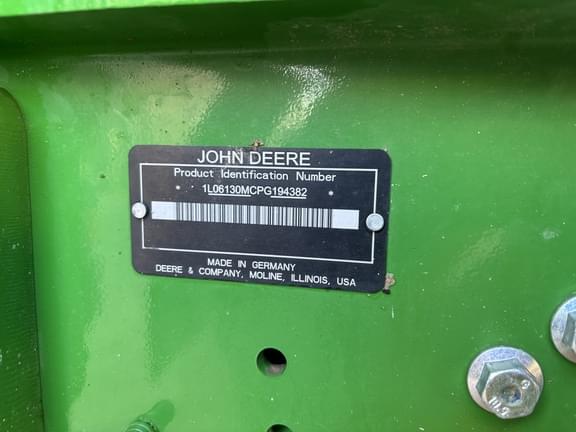 JOHN DEERE
Product Identification Number
* 1L06130MCPG194382 *
MADE IN GERMANY
DEERE & COMPANY, MOLINE, ILLINOIS, USA